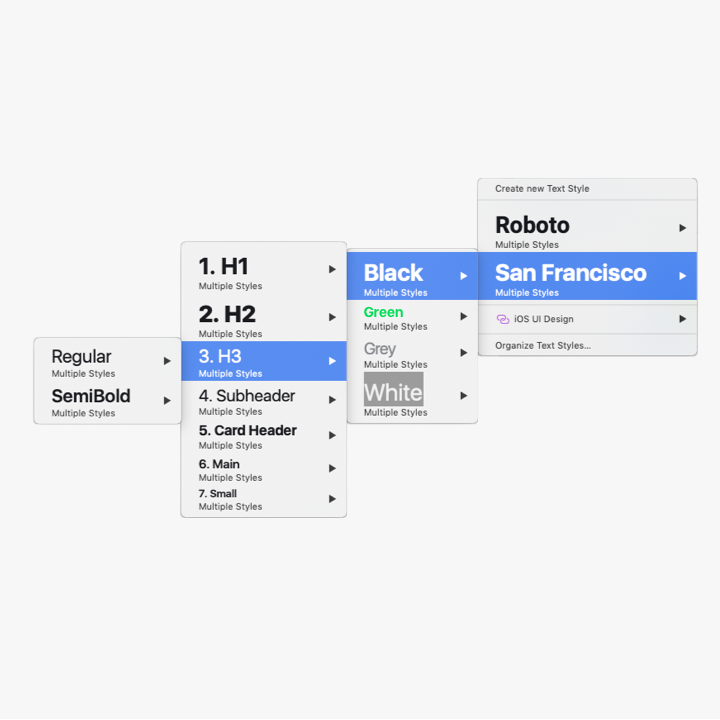 Create new Text Style
Roboto
Multiple Styles
San Francisco
Multiple Styles
iOS UI Design
Organize Text Styles...
Black
Multiple Styles
Green
Multiple Styles
Grey
Multiple Styles
White
Multiple Styles
1. H1
Multiple Styles
2. H2
Multiple Styles
3. H3
Multiple Styles
4. Subheader
Multiple Styles
5. Card Header
Multiple Styles
6. Main
Multiple Styles
7. Small
Multiple Styles
Regular
Multiple Styles
SemiBold
Multiple Styles